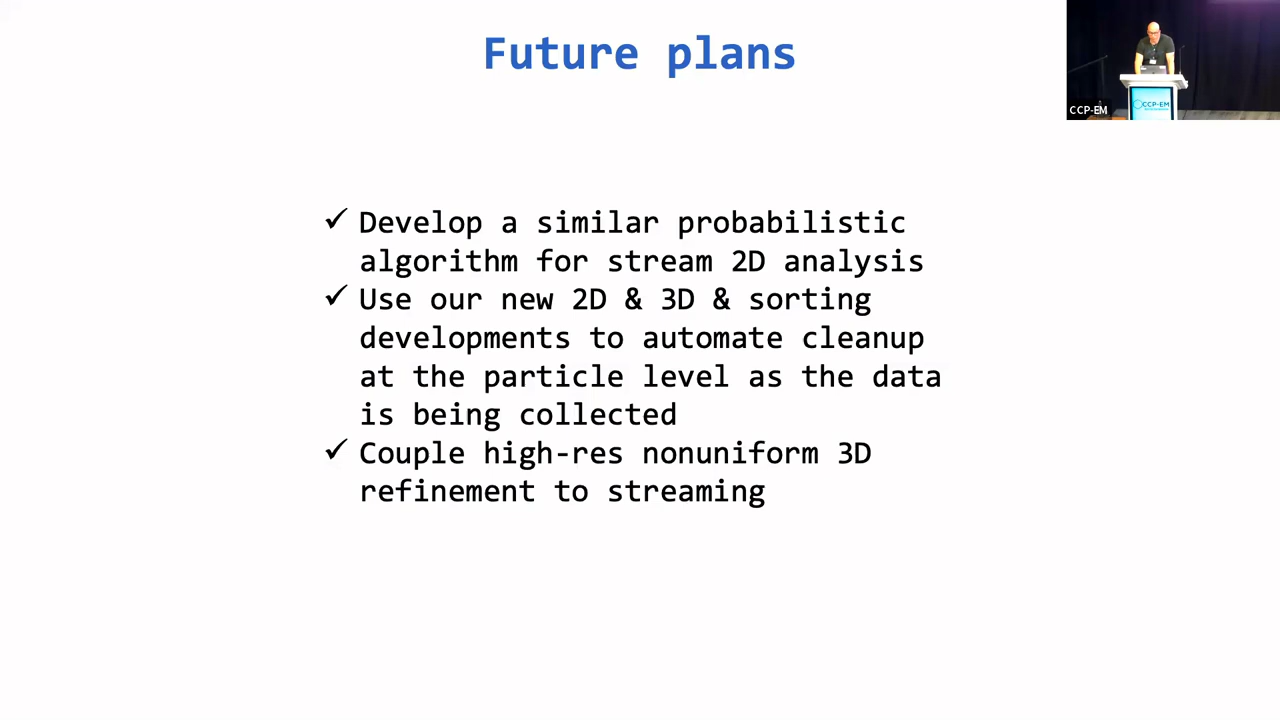 Future plans
CCP-EM
CCP-EM
✓ Develop a similar probabilistic
algorithm for stream 2D analysis
✓ Use our new 2D & 3D & sorting
developments to automate cleanup
at the particle level as the data
is being collected
✓ Couple high-res nonuniform 3D
refinement to streaming